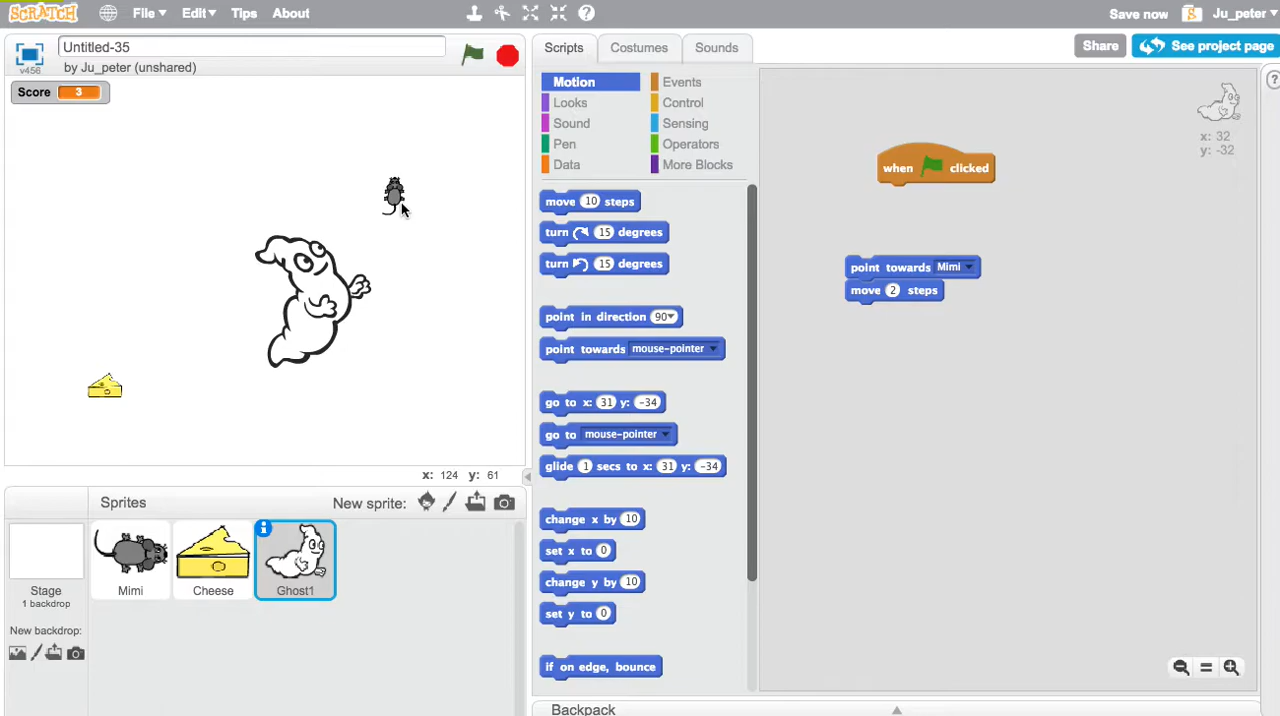 SCRATCH File Edit Tips About Save now Ju_peter
Untitled-35
by Ju_peter (unshared)
v456
Score 3
x: 124 y: 61
Sprites New sprite:
Stage
1 backdrop
New backdrop:
Mimi Cheese Ghost1
Scripts Costumes Sounds
Share See project page
Motion Events
Looks Control
Sound Sensing
Pen Operators
Data More Blocks
move 10 steps
turn 15 degrees
turn 15 degrees
point in direction 90
point towards mouse-pointer
go to x: 31 y: -34
go to mouse-pointer
glide 1 secs to x: 31 y: -34
change x by 10
set x to 0
change y by 10
set y to 0
if on edge, bounce
when clicked
point towards Mimi
move 2 steps
x: 32
y: -32
?
Backpack